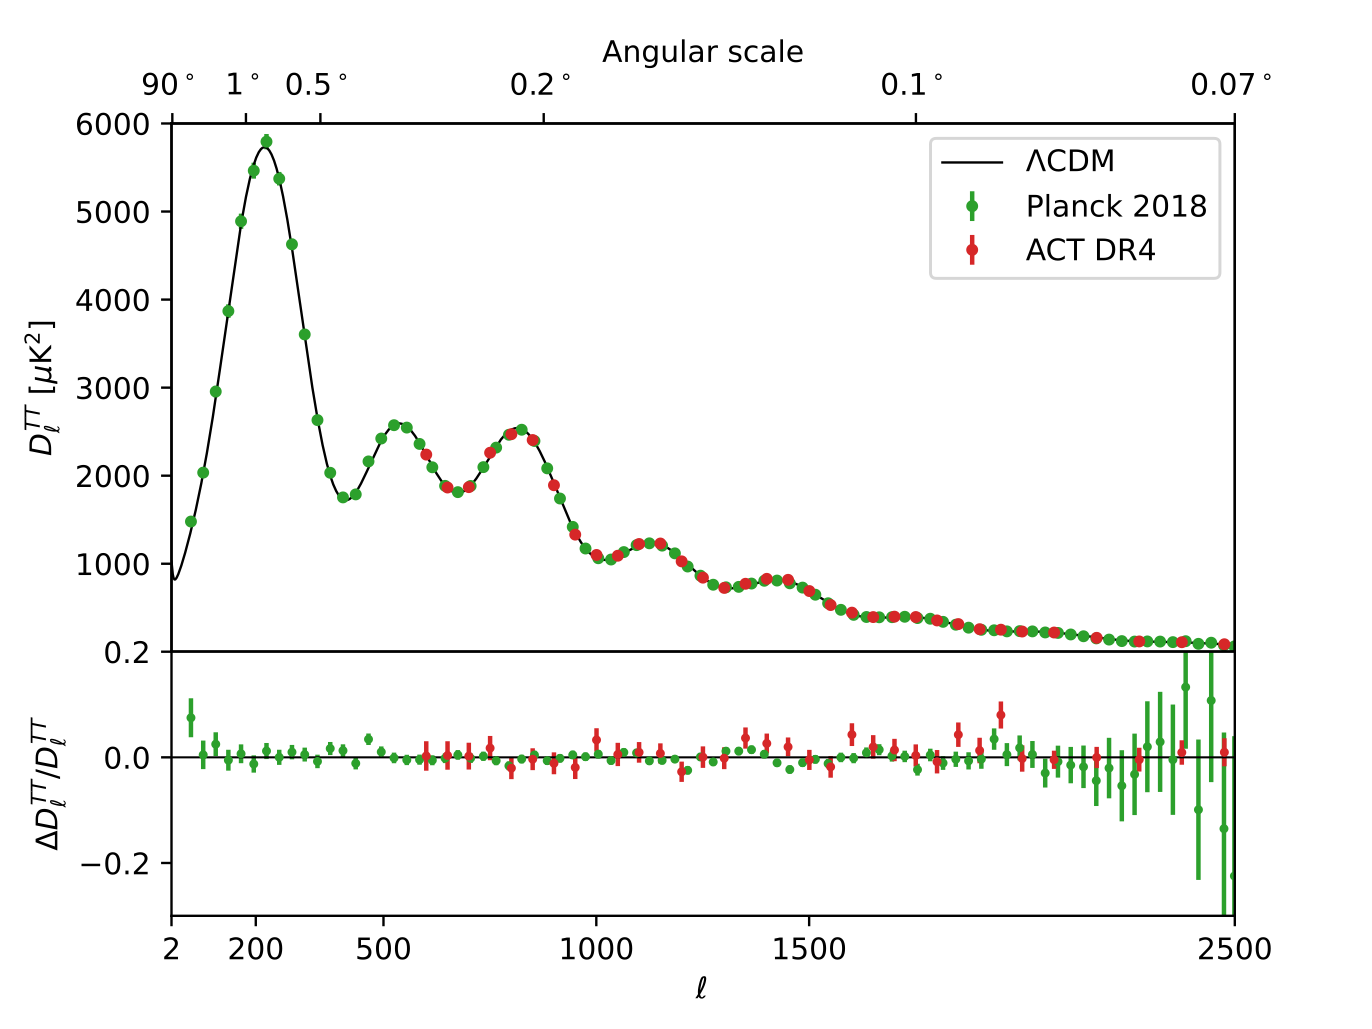 Angular scale
90° 1° 0.5° 0.2° 0.1° 0.07°
6000
5000
4000
3000
2000
1000
D_ℓ^{TT} [μK²]
ΛCDM
Planck 2018
ACT DR4
0.2
0.0
−0.2
ΔD_ℓ^{TT}/D_ℓ^{TT}
2 200 500 1000 1500 2500
ℓ